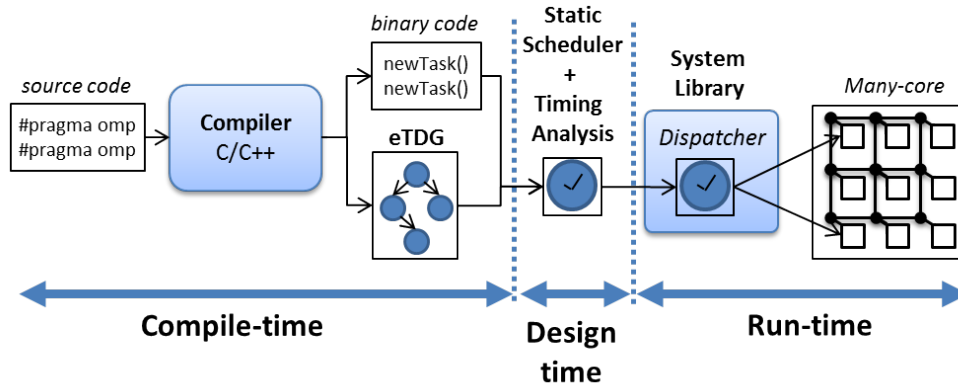 source code
#pragma omp
#pragma omp
Compiler
C/C++
binary code
newTask()
newTask()
eTDG
Static
Scheduler
+
Timing
Analysis
System
Library
Dispatcher
Many-core
Compile-time
Design
time
Run-time